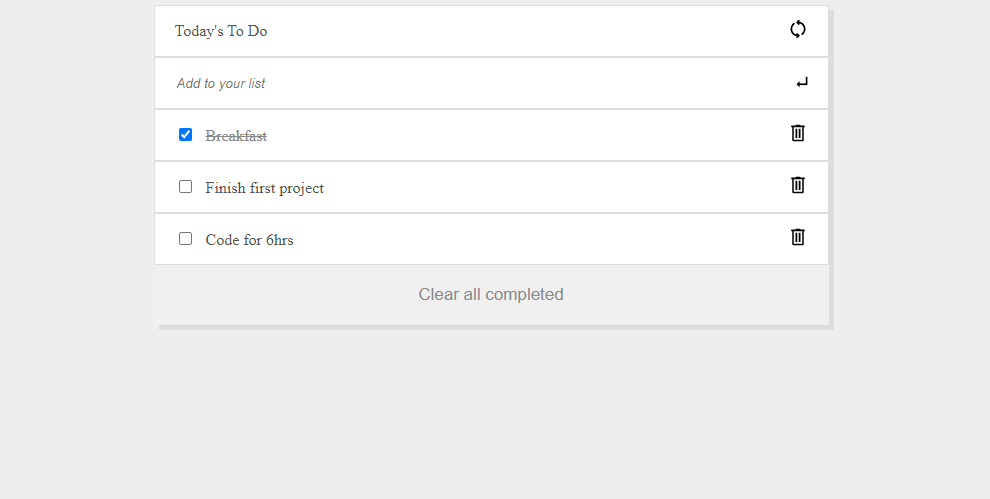 Today's To Do
Add to your list
Breakfast
Finish first project
Code for 6hrs
Clear all completed